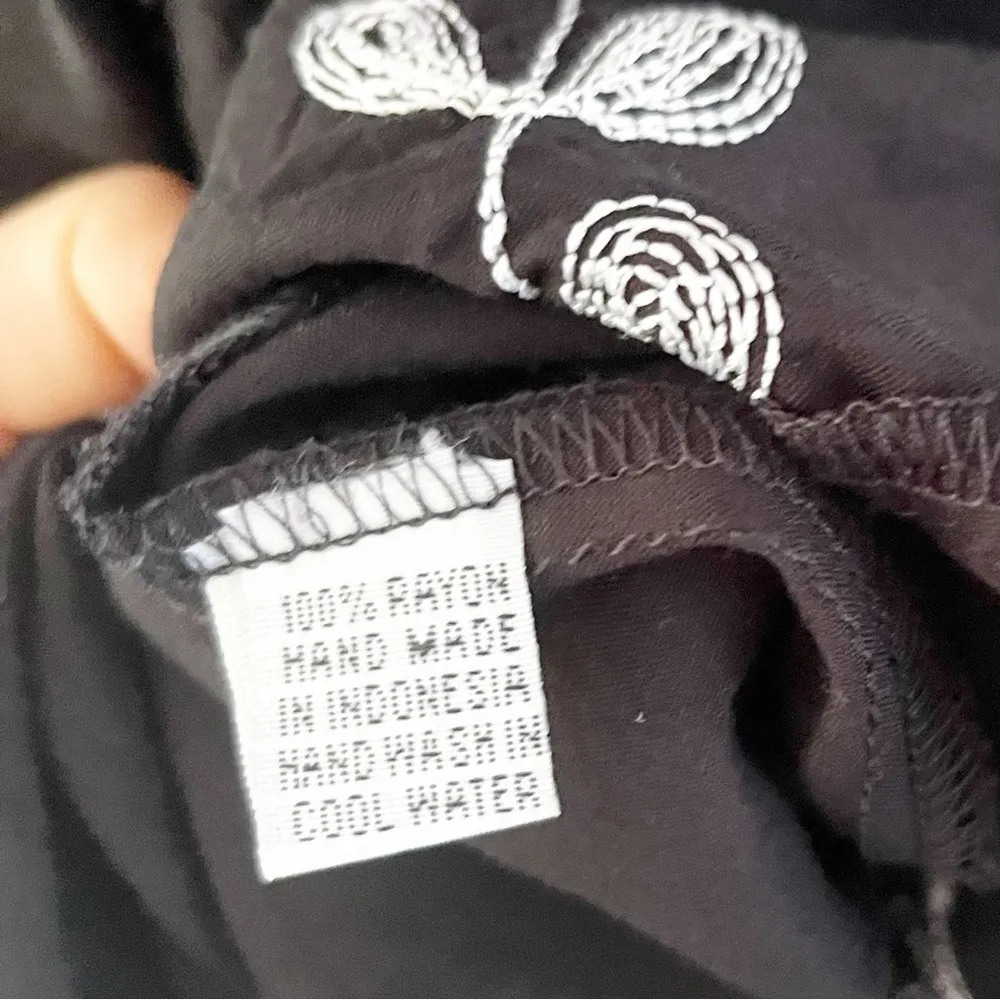 100% RAYON
HAND MADE
IN INDONESIA
HAND WASH IN
COOL WATER